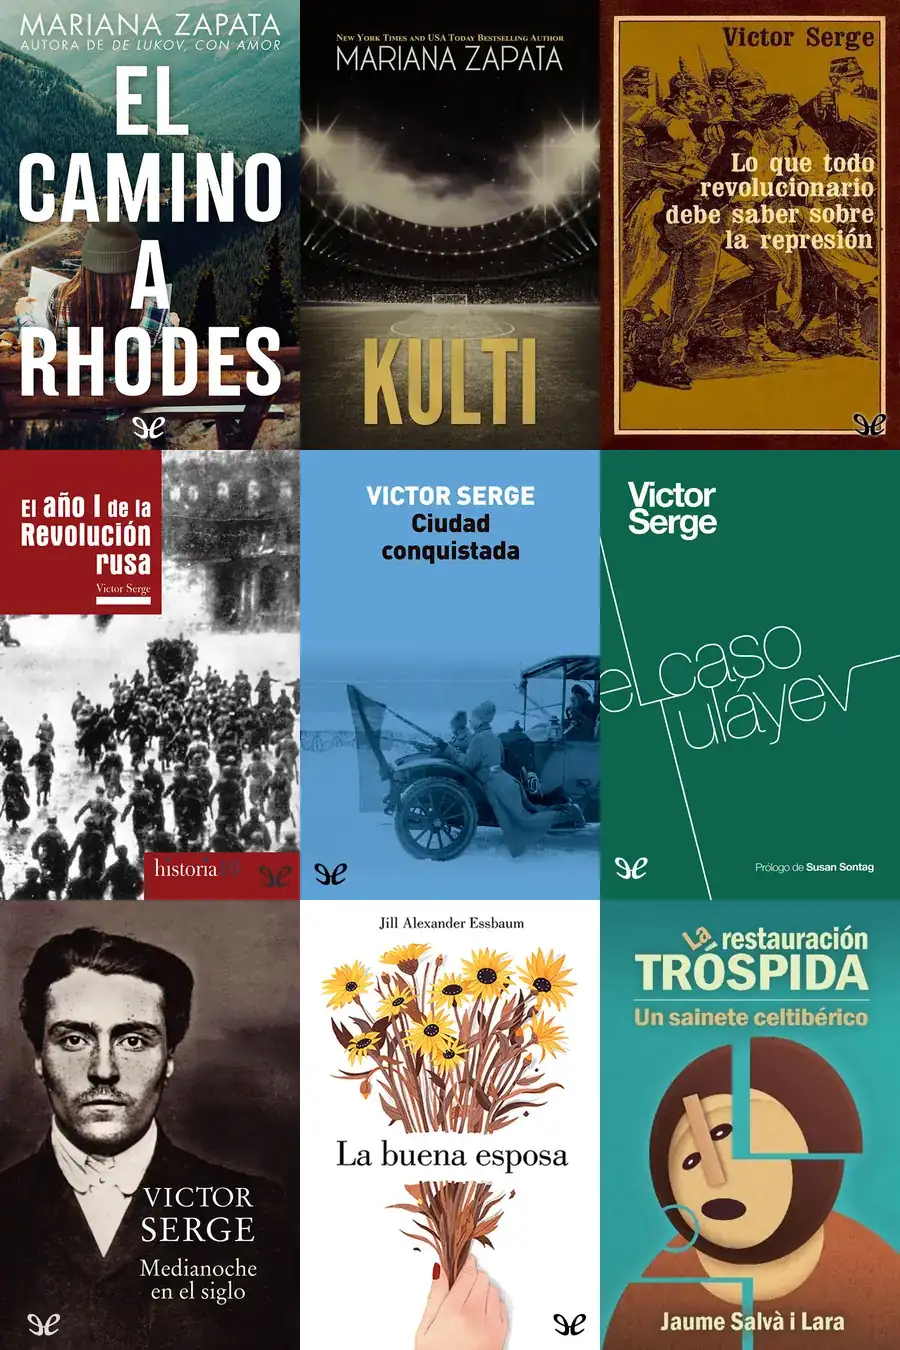 MARIANA ZAPATA
AUTORA DE DE LUKOV, CON AMOR
EL
CAMINO
A
RHODES
NEW YORK TIMES AND USA TODAY BESTSELLING AUTHOR
MARIANA ZAPATA
KULTI
Victor Serge
Lo que todo
revolucionario
debe saber sobre
la represión
El año I de la
Revolución
rusa
Victor Serge
historia
VICTOR SERGE
Ciudad
conquistada
Victor
Serge
el caso
Tuláyev
Prólogo de Susan Sontag
VICTOR
SERGE
Medianoche
en el siglo
Jill Alexander Essbaum
La buena esposa
La restauración
TRÓSPIDA
Un sainete celtibérico
Jaume Salvà i Lara